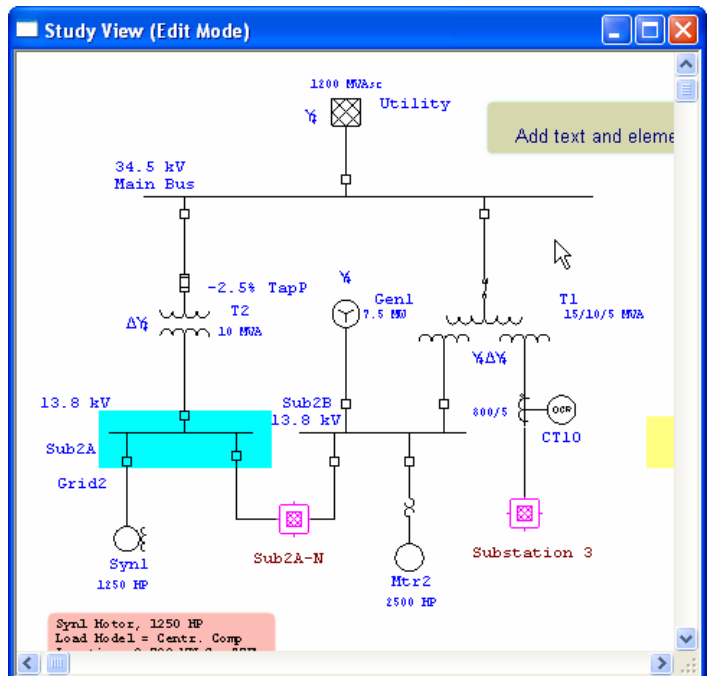 Study View (Edit Mode)
1200 MVAsc
Utility
Add text and eleme
34.5 kV
Main Bus
-2.5% TapP
T2
10 MVA
Gen1
7.5 MW
T1
15/10/5 MVA
13.8 kV
Sub2B
13.8 kV
800/5
OCR
CT10
Sub2A
Grid2
Syn1
1250 HP
Sub2A-N
Mtr2
2500 HP
Substation 3
Syn1 Motor, 1250 HP
Load Model = Centr. Comp